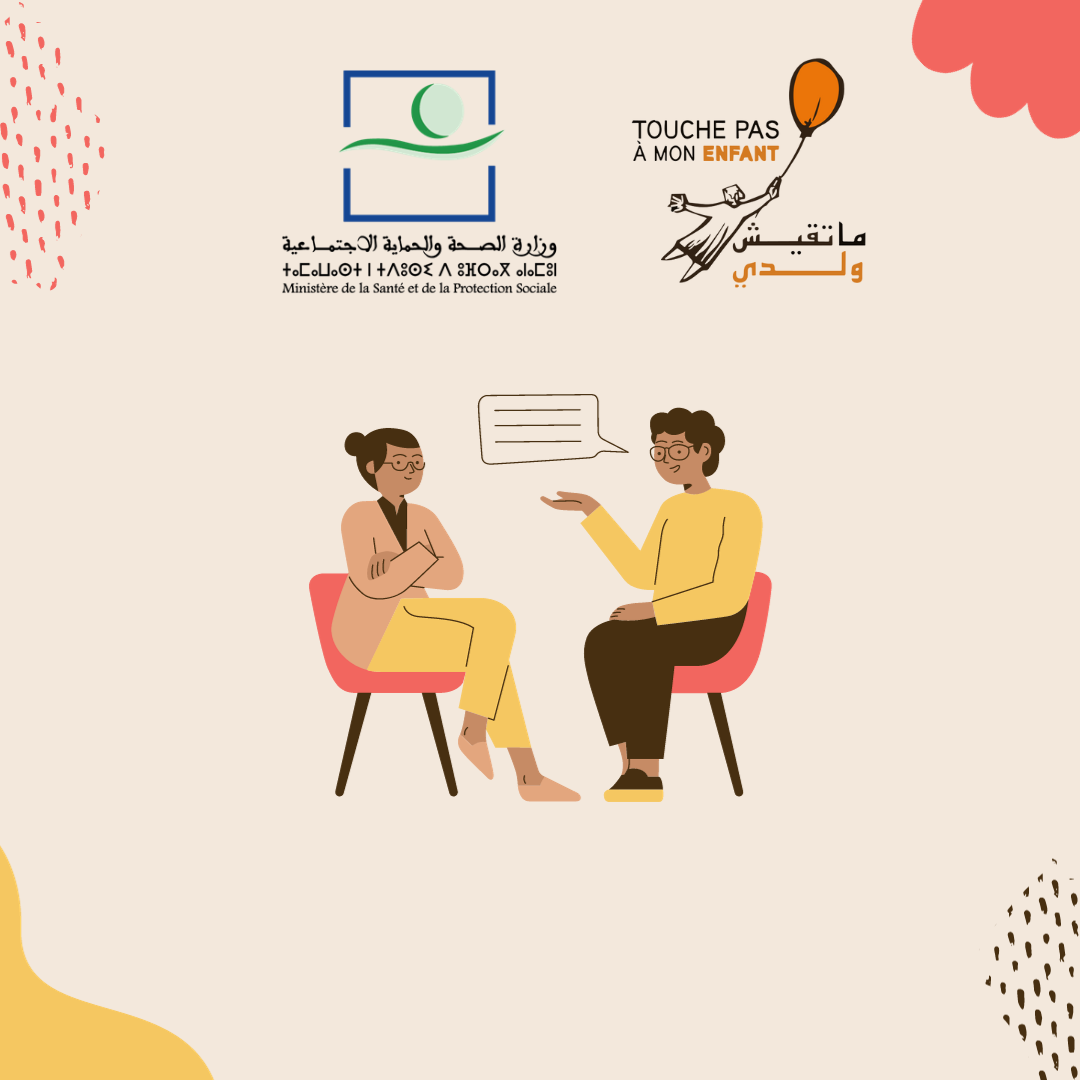 وزارة الصحة والحماية الاجتماعية
ⵜⴰⵎⴰⵡⴰⵙⵜ ⵏ ⵜⴷⵓⵙⵉ ⴷ ⵓⴼⵔⴰⴳ ⴰⵏⴰⵎⵓⵏ
Ministère de la Santé et de la Protection Sociale
TOUCHE PAS
À MON ENFANT
ماتقيش
ولدي